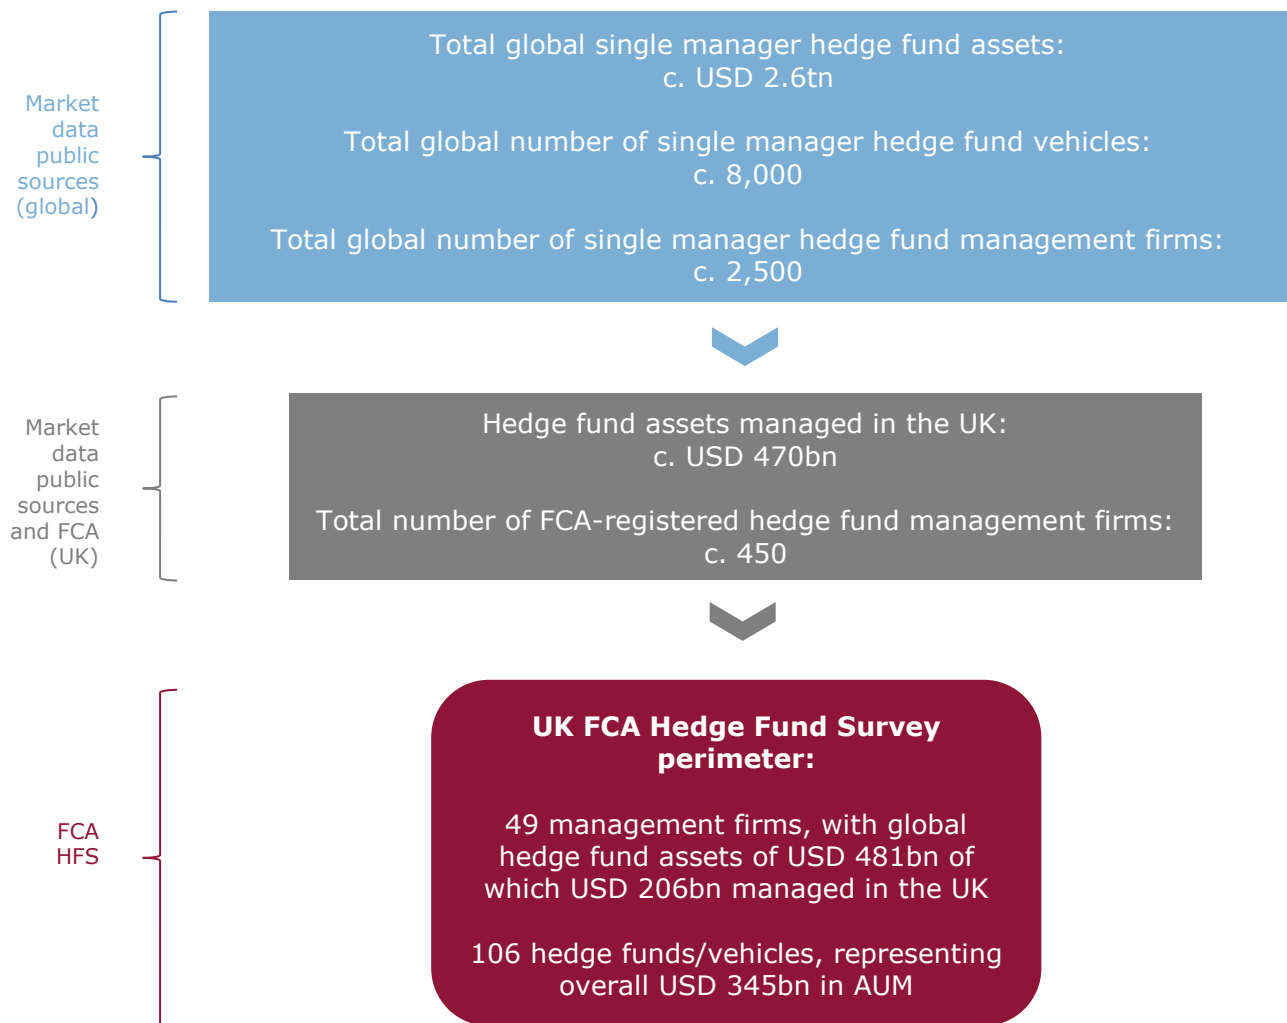 Total global single manager hedge fund assets:
c. USD 2.6tn
Total global number of single manager hedge fund vehicles:
c. 8,000
Total global number of single manager hedge fund management firms:
c. 2,500
Market
data
public
sources
(global)
Hedge fund assets managed in the UK:
c. USD 470bn
Total number of FCA-registered hedge fund management firms:
c. 450
Market
data
public
sources
and FCA
(UK)
UK FCA Hedge Fund Survey
perimeter:
49 management firms, with global
hedge fund assets of USD 481bn of
which USD 206bn managed in the UK
106 hedge funds/vehicles, representing
overall USD 345bn in AUM
FCA
HFS